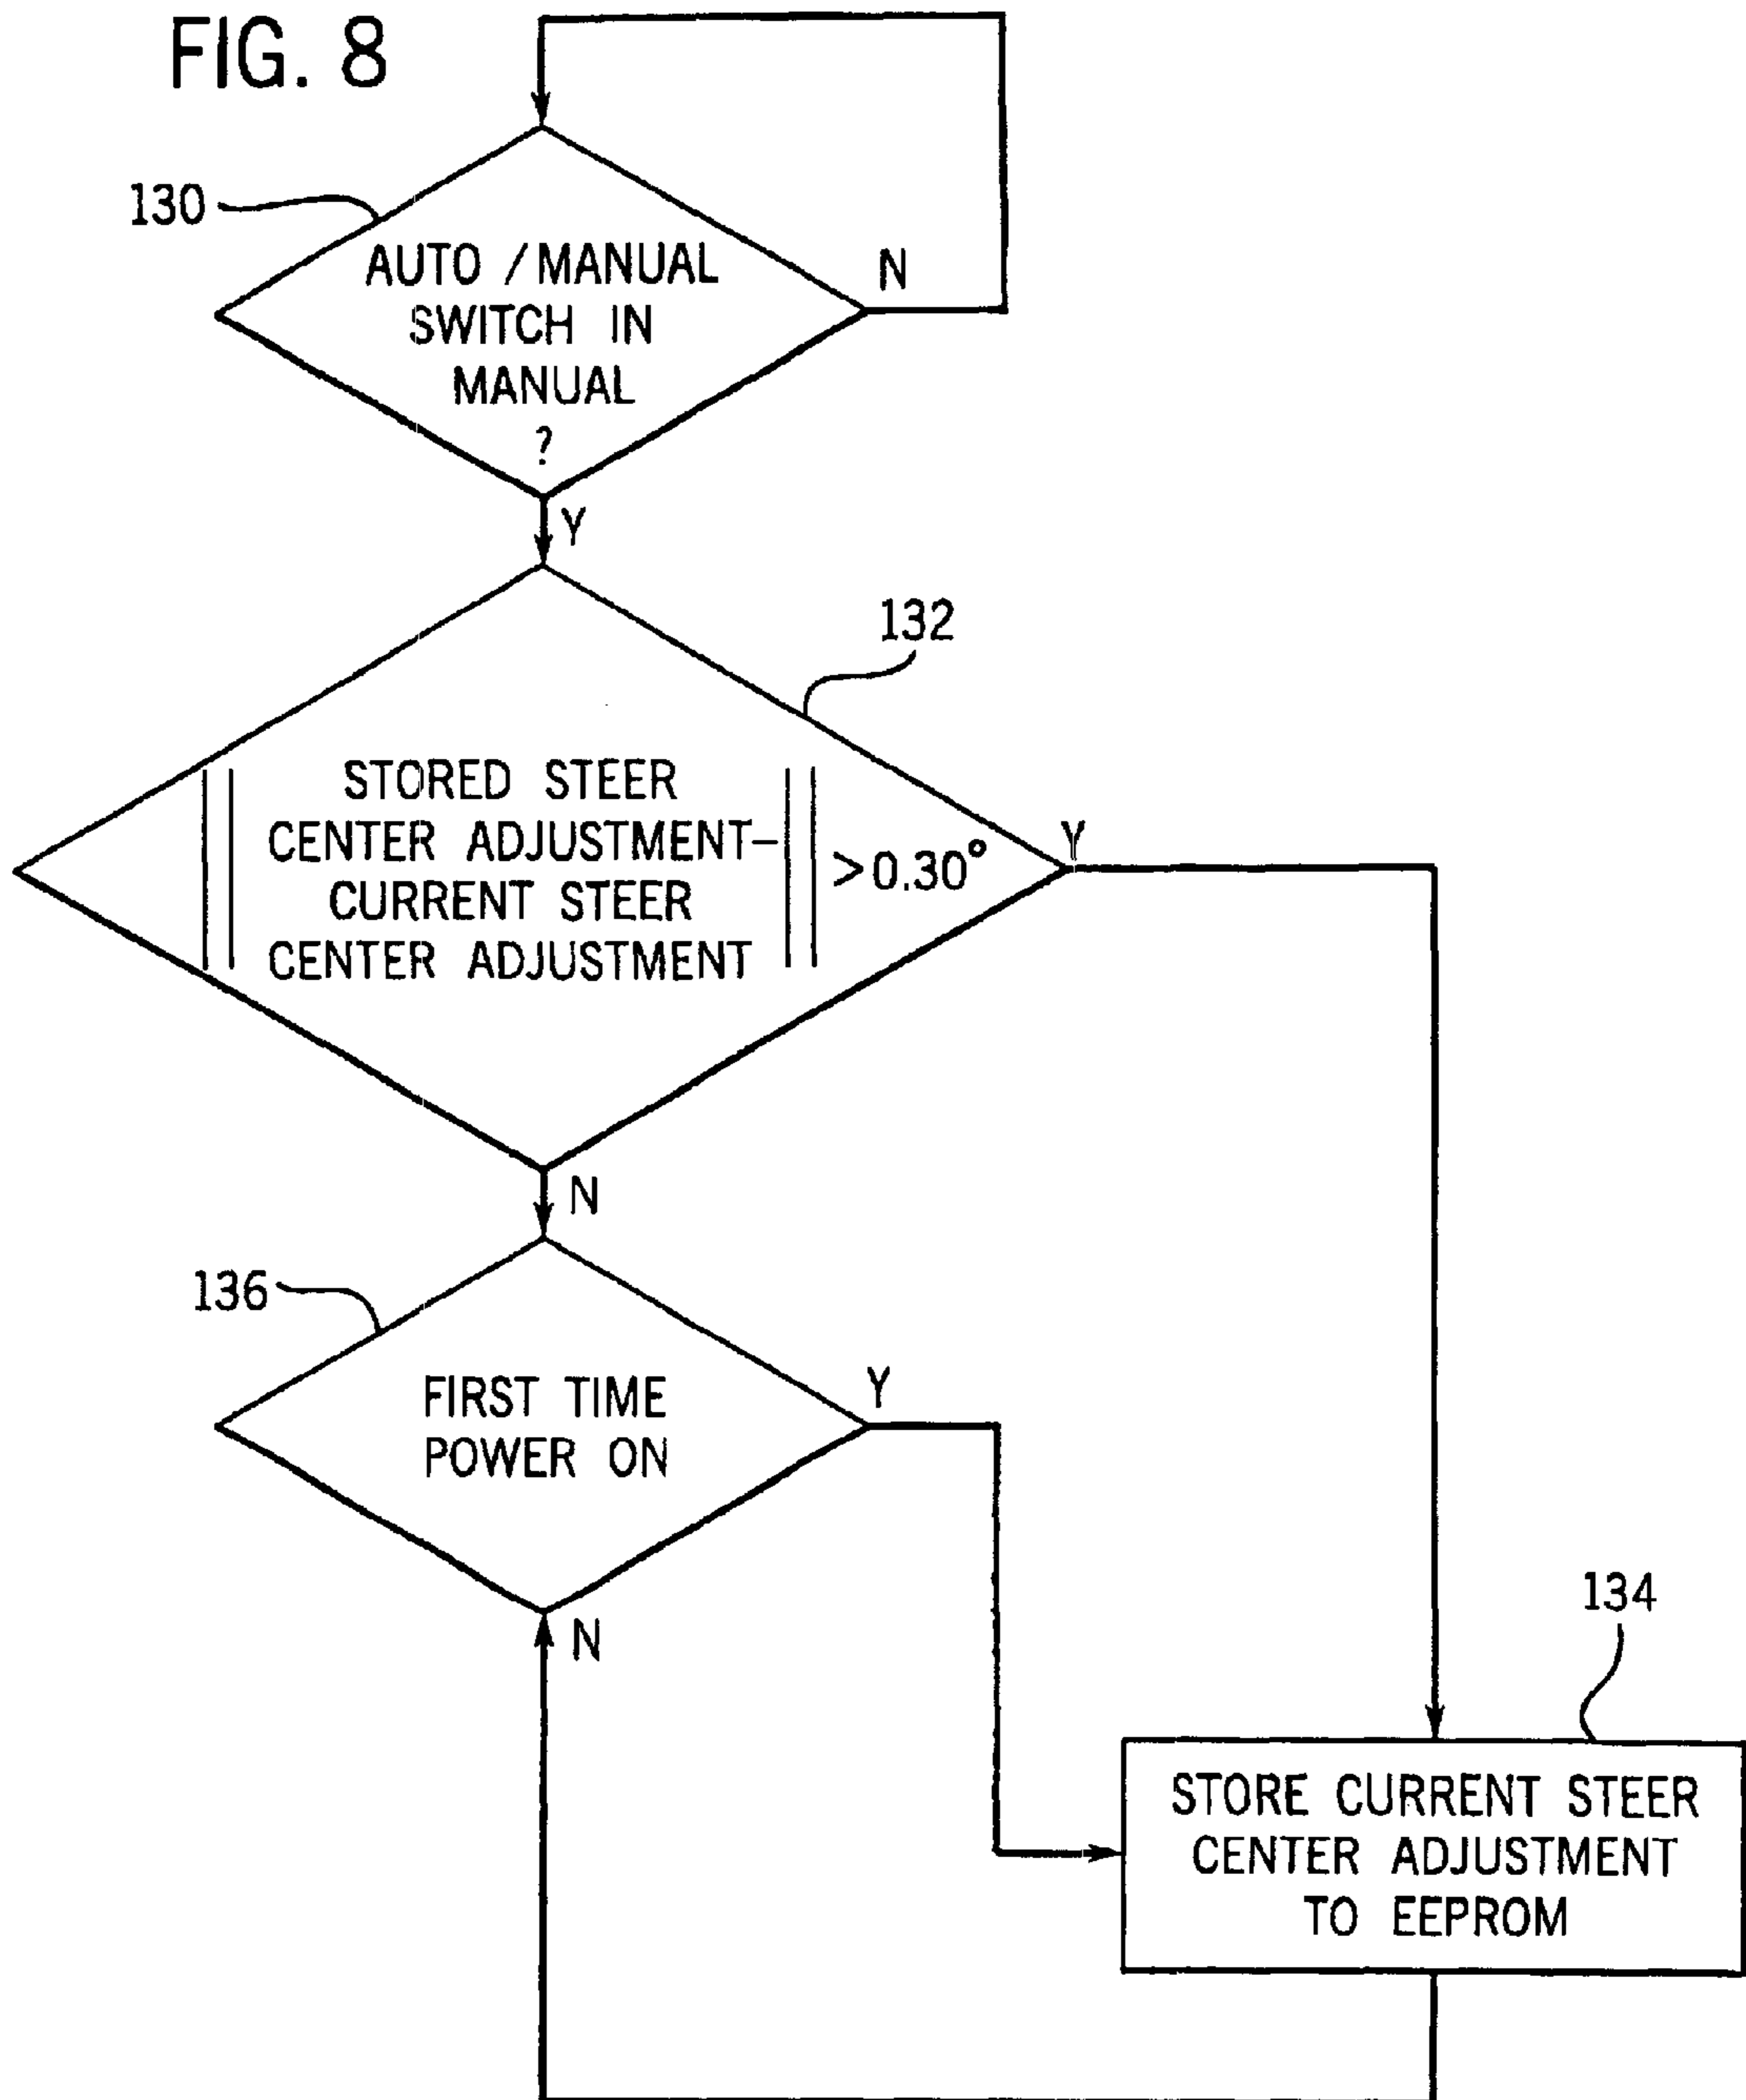 FIG. 8
130
AUTO / MANUAL
SWITCH IN
MANUAL
?
N
Y
132
STORED STEER
CENTER ADJUSTMENT-
CURRENT STEER
CENTER ADJUSTMENT
>0.30°
Y
N
136
FIRST TIME
POWER ON
Y
N
134
STORE CURRENT STEER
CENTER ADJUSTMENT
TO EEPROM